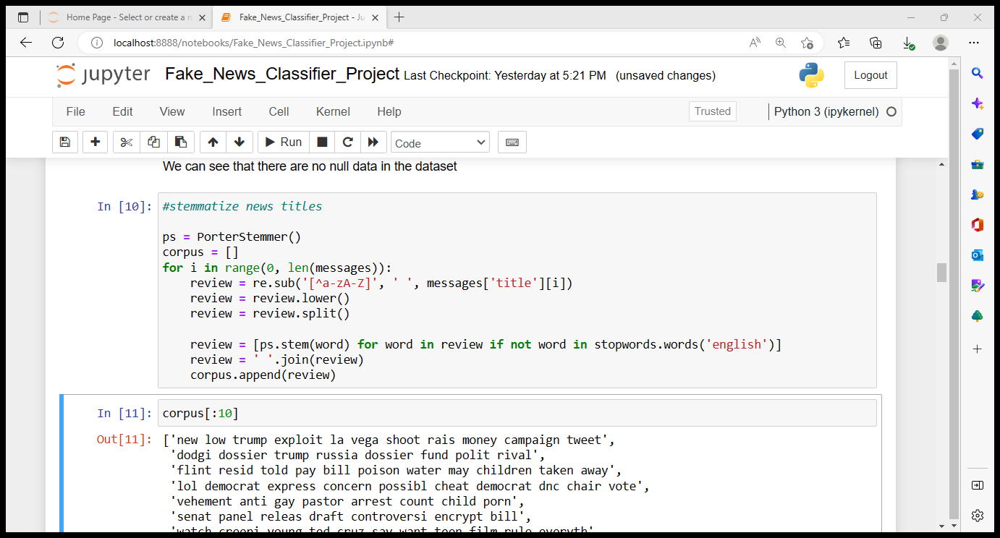 Home Page - Select or create a n
Fake_News_Classifier_Project - Ju
localhost:8888/notebooks/Fake_News_Classifier_Project.ipynb#
jupyter Fake_News_Classifier_Project Last Checkpoint: Yesterday at 5:21 PM (unsaved changes)
Logout
File Edit View Insert Cell Kernel Help
Trusted
Python 3 (ipykernel)
Run
Code
We can see that there are no null data in the dataset
In [10]: #stemmatize news titles
ps = PorterStemmer()
corpus = []
for i in range(0, len(messages)):
    review = re.sub('[^a-zA-Z]', ' ', messages['title'][i])
    review = review.lower()
    review = review.split()
    review = [ps.stem(word) for word in review if not word in stopwords.words('english')]
    review = ' '.join(review)
    corpus.append(review)
In [11]: corpus[:10]
Out[11]: ['new low trump exploit la vega shoot rais money campaign tweet',
'dodgi dossier trump russia dossier fund polit rival',
'flint resid told pay bill poison water may children taken away',
'lol democrat express concern possibl cheat democrat dnc chair vote',
'vehement anti gay pastor arrest count child porn',
'senat panel releas draft controversi encrypt bill',
'watch creepi young ted cruz say want teen film rule everyth'